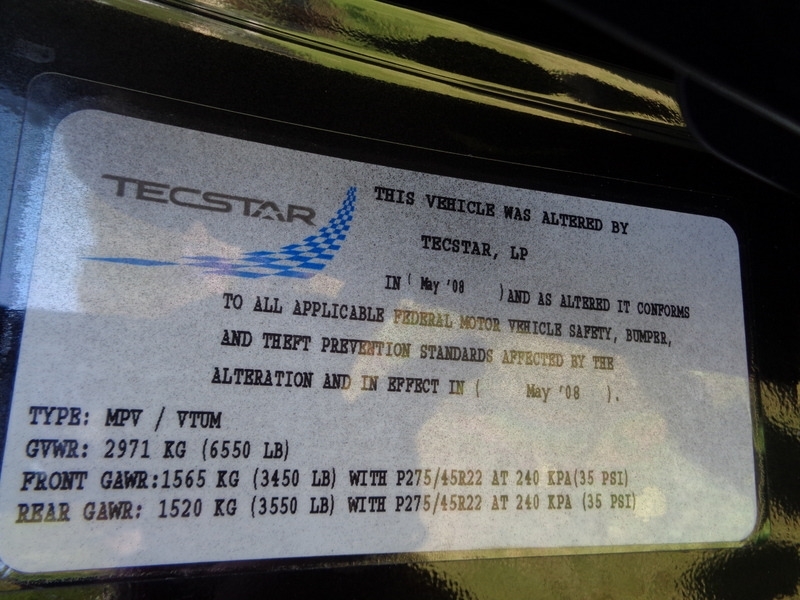 TECSTAR
THIS VEHICLE WAS ALTERED BY
TECSTAR, LP
IN ( May '08 ) AND AS ALTERED IT CONFORMS
TO ALL APPLICABLE FEDERAL MOTOR VEHICLE SAFETY, BUMPER,
AND THEFT PREVENTION STANDARDS AFFECTED BY THE
ALTERATION AND IN EFFECT IN ( May '08 ).
TYPE: MPV / VTUM
GVWR: 2971 KG (6550 LB)
FRONT GAWR:1565 KG (3450 LB) WITH P275/45R22 AT 240 KPA(35 PSI)
REAR GAWR: 1520 KG (3550 LB) WITH P275/45R22 AT 240 KPA (35 PSI)